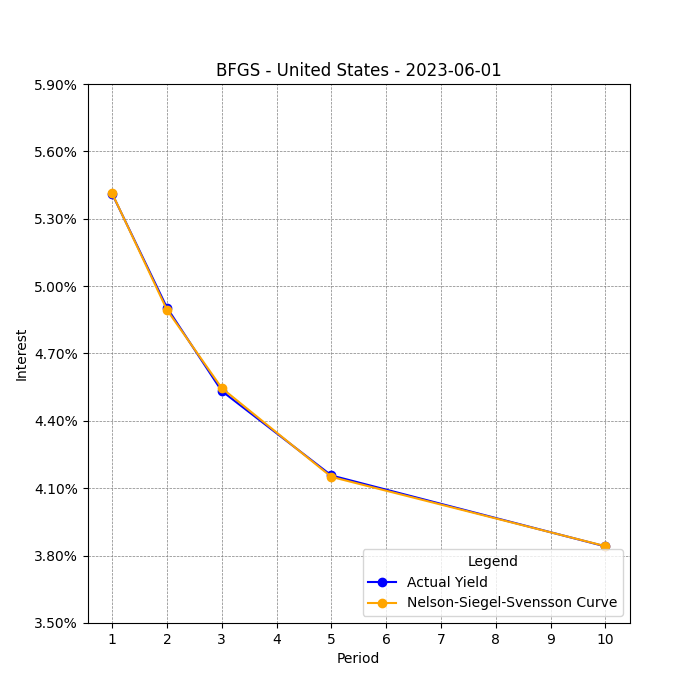 BFGS - United States - 2023-06-01
5.90%
5.60%
5.30%
5.00%
4.70%
4.40%
4.10%
3.80%
3.50%
Interest
Legend
Actual Yield
Nelson-Siegel-Svensson Curve
1 2 3 4 5 6 7 8 9 10
Period